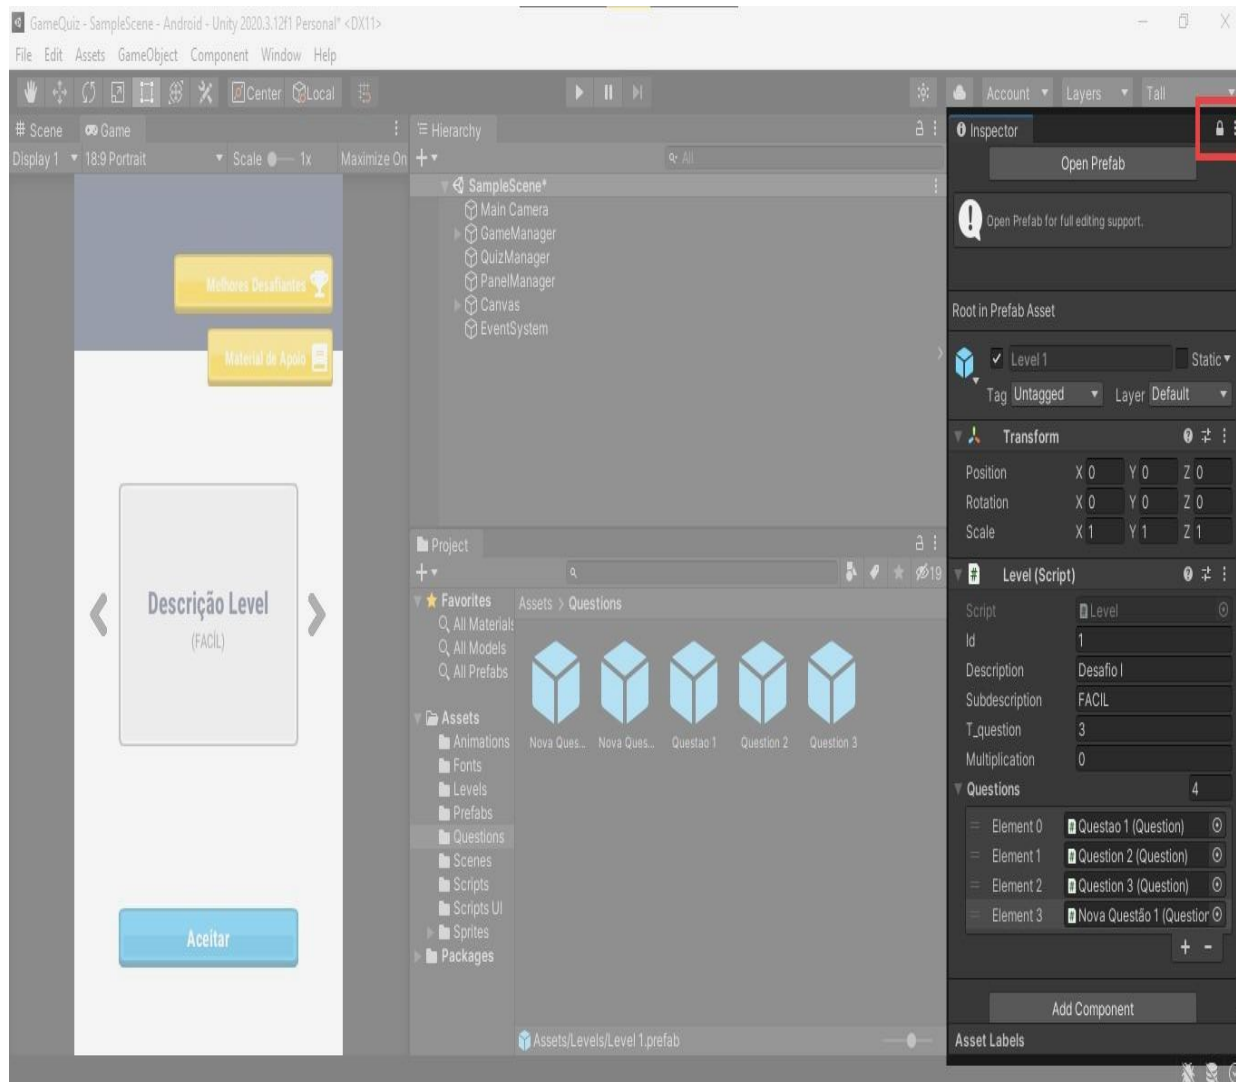 GameQuiz - SampleScene - Android - Unity 2020.3.12f1 Personal* <DX11>
File Edit Assets GameObject Component Window Help
Center Local
Account Layers Tall
Scene Game
Display 1 18:9 Portrait Scale 1x Maximize On
Melhores Desafiantes
Material de Apoio
Descrição Level
(FACÍL)
Aceitar
Hierarchy
All
SampleScene*
Main Camera
GameManager
QuizManager
PanelManager
Canvas
EventSystem
Project
19
Favorites
All Materials
All Models
All Prefabs
Assets
Animations
Fonts
Levels
Prefabs
Questions
Scenes
Scripts
Scripts UI
Sprites
Packages
Assets > Questions
Nova Ques... Nova Ques... Questao 1 Question 2 Question 3
Assets/Levels/Level 1.prefab
Inspector
Open Prefab
Open Prefab for full editing support.
Root in Prefab Asset
Level 1 Static
Tag Untagged Layer Default
Transform
Position X 0 Y 0 Z 0
Rotation X 0 Y 0 Z 0
Scale X 1 Y 1 Z 1
# Level (Script)
Script Level
Id 1
Description Desafio I
Subdescription FACIL
T_question 3
Multiplication 0
Questions 4
Element 0 Questao 1 (Question)
Element 1 Question 2 (Question)
Element 2 Question 3 (Question)
Element 3 Nova Questão 1 (Question
+ -
Add Component
Asset Labels